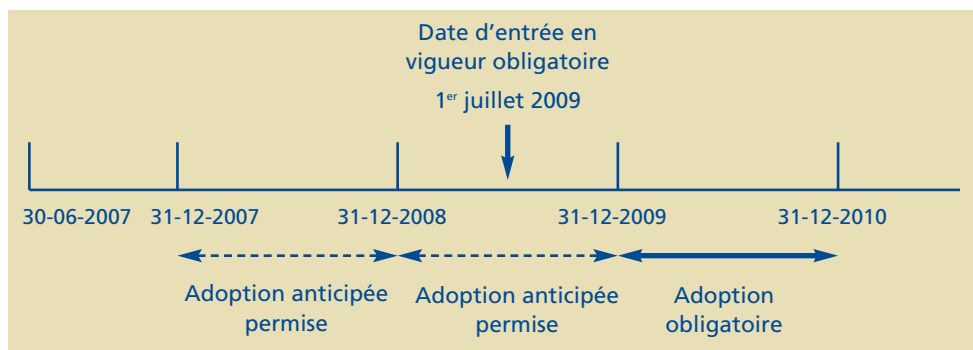 Date d'entrée en
vigueur obligatoire
1er juillet 2009
30-06-2007 31-12-2007 31-12-2008 31-12-2009 31-12-2010
Adoption anticipée Adoption anticipée Adoption
permise permise obligatoire